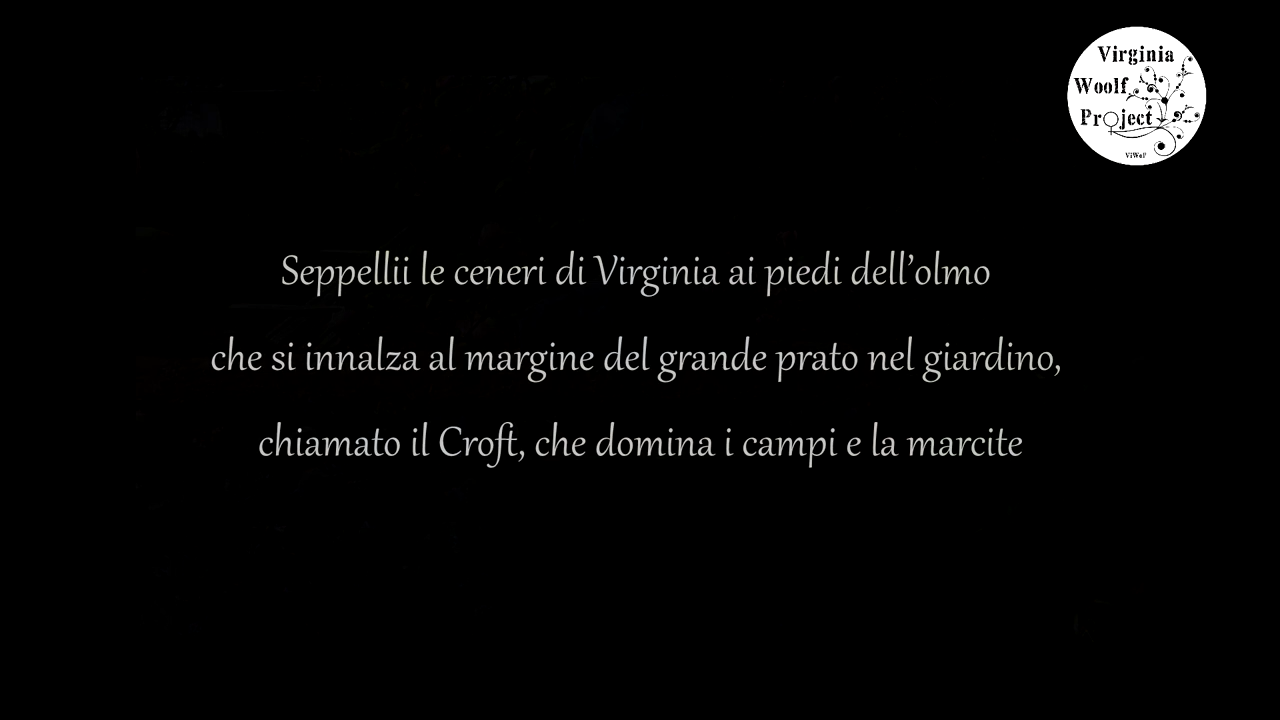 Virginia
Woolf
Project
ViWoP
Seppellii le ceneri di Virginia ai piedi dell’olmo
che si innalza al margine del grande prato nel giardino,
chiamato il Croft, che domina i campi e la marcite